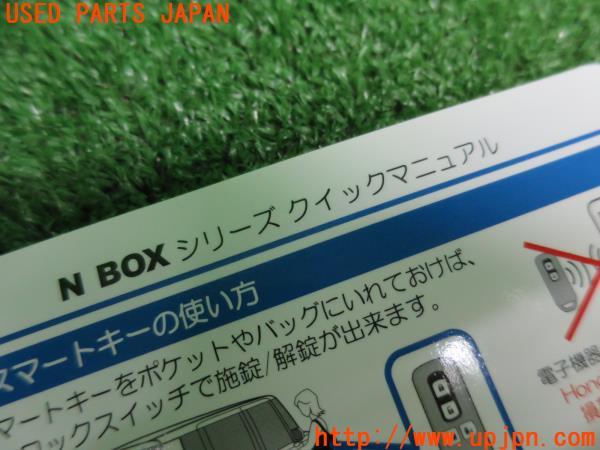 USED PARTS JAPAN
N BOX シリーズ クイックマニュアル
スマートキーの使い方
マートキーをポケットやバッグにいれておけば、
ロックスイッチで施錠/解錠が出来ます。
電子機器
Hon
http://www.upjpn.com